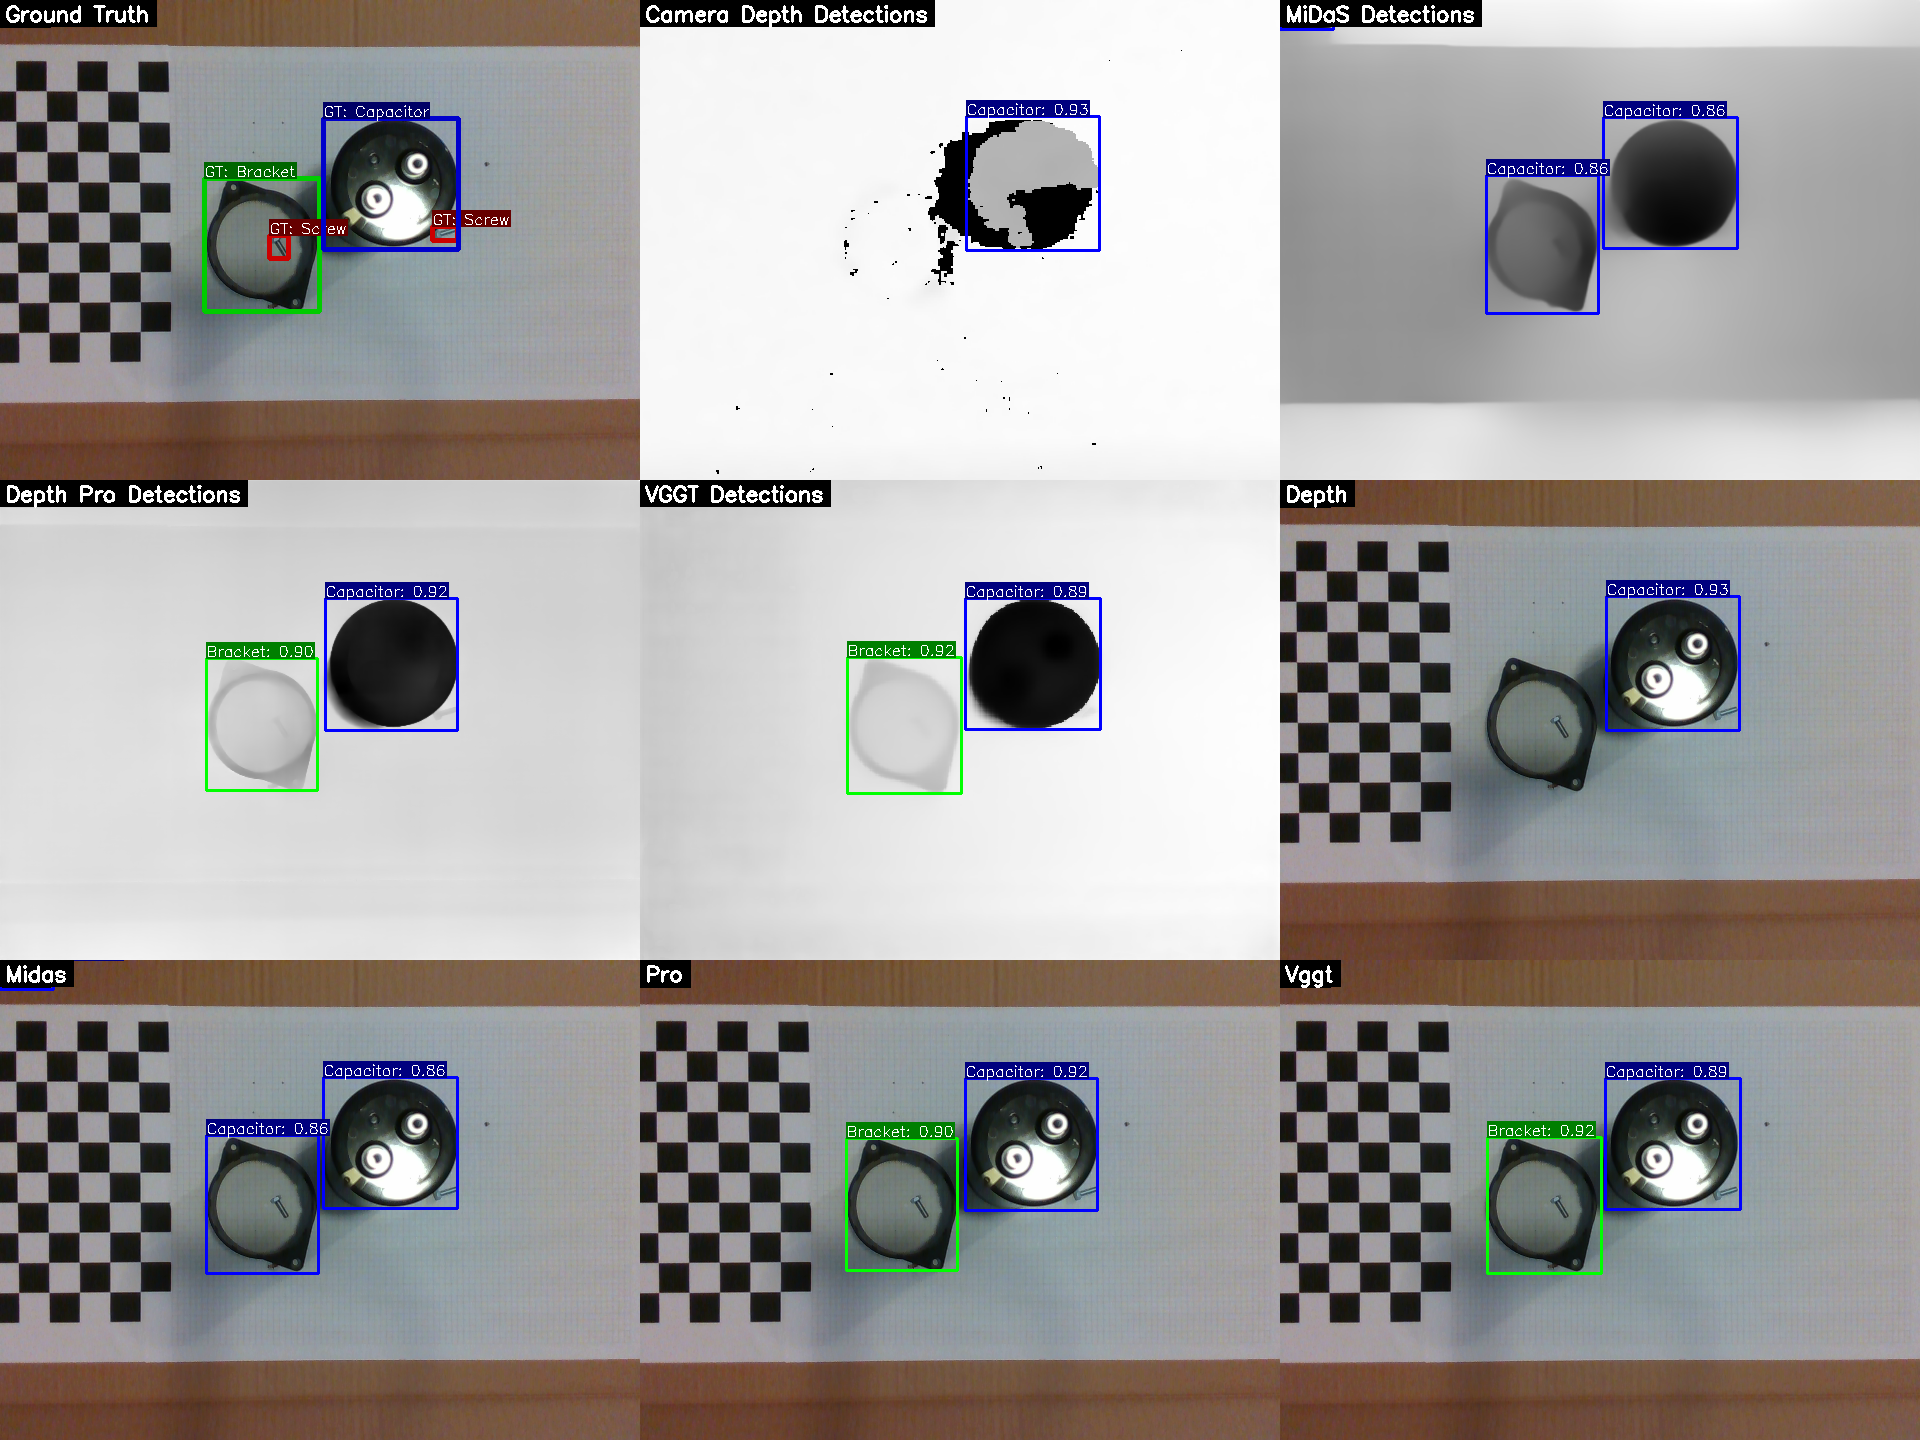 Ground Truth
GT: Capacitor
GT: Bracket
GT: Screw
GT: Screw
Camera Depth Detections
Capacitor: 0.93
MiDaS Detections
Capacitor: 0.86
Capacitor: 0.86
Depth Pro Detections
Capacitor: 0.92
Bracket: 0.90
VGGT Detections
Capacitor: 0.89
Bracket: 0.92
Depth
Capacitor: 0.93
Midas
Capacitor: 0.86
Capacitor: 0.86
Pro
Capacitor: 0.92
Bracket: 0.90
Vggt
Capacitor: 0.89
Bracket: 0.92